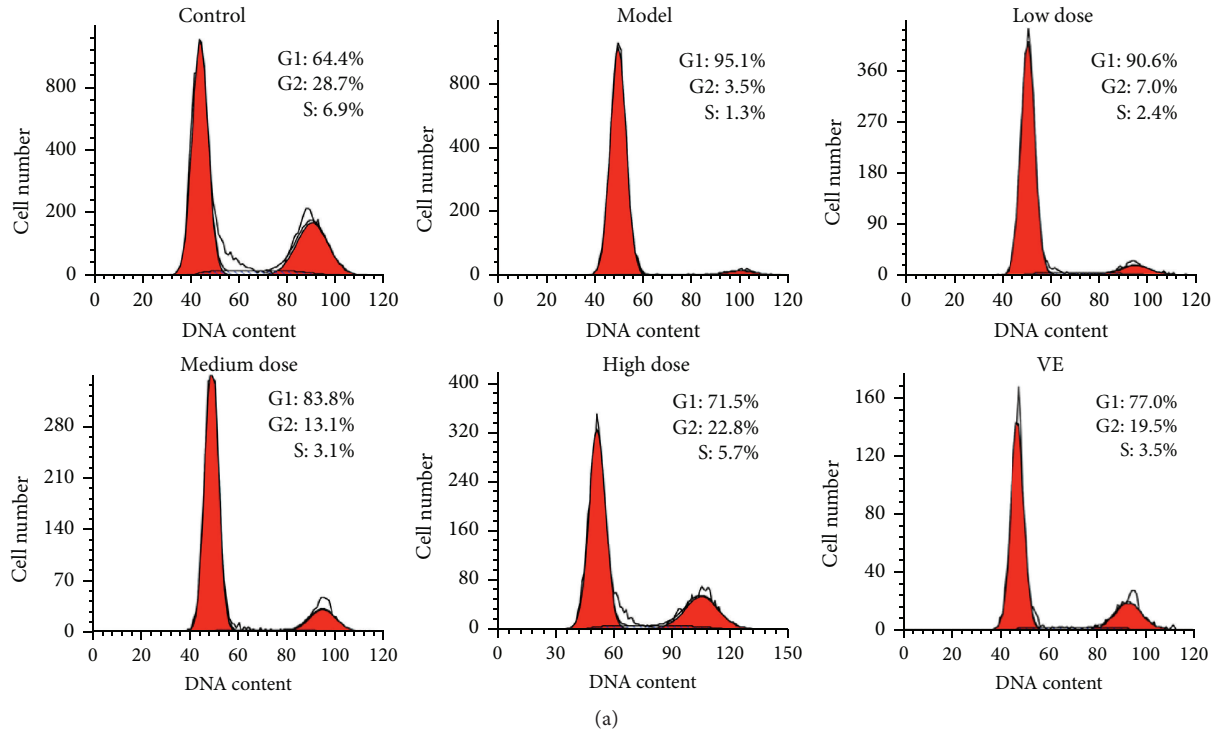 Control
G1: 64.4%
G2: 28.7%
S: 6.9%
Cell number
800
400
200
0
0 20 40 60 80 100 120
DNA content
Model
G1: 95.1%
G2: 3.5%
S: 1.3%
Cell number
800
400
200
0
0 20 40 60 80 100 120
DNA content
Low dose
G1: 90.6%
G2: 7.0%
S: 2.4%
Cell number
360
270
180
90
0
0 20 40 60 80 100 120
DNA content
Medium dose
G1: 83.8%
G2: 13.1%
S: 3.1%
Cell number
280
210
140
70
0
0 20 40 60 80 100 120
DNA content
High dose
G1: 71.5%
G2: 22.8%
S: 5.7%
Cell number
400
320
240
160
80
0
0 30 60 90 120 150
DNA content
VE
G1: 77.0%
G2: 19.5%
S: 3.5%
Cell number
160
120
80
40
0
0 20 40 60 80 100 120
DNA content
(a)